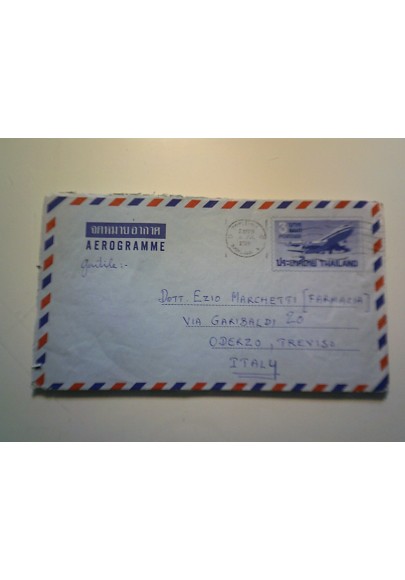 จดหมายอากาศ
AEROGRAMME
ประเทศไทย THAILAND
Gentile:-
DOTT EZIO MARCHETTI [FARMACIA]
VIA GARIBALDI 20
ODERZO, TREVISO
ITALY